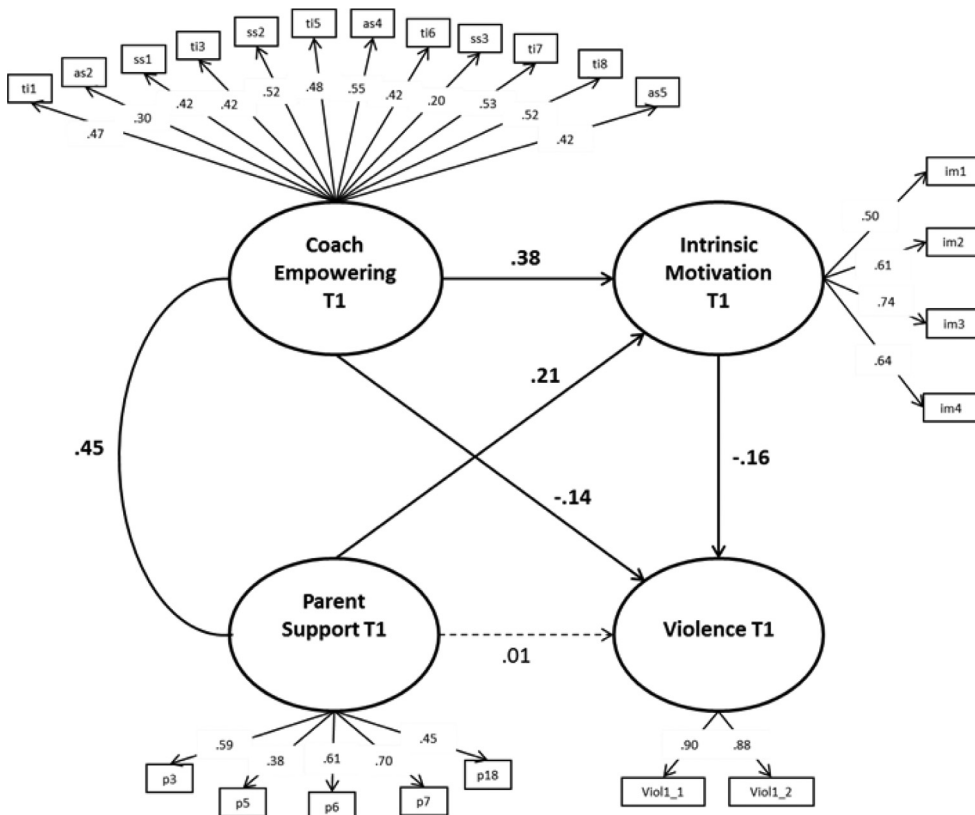 ti1
as2
ss1
ti3
ss2
ti5
as4
ti6
ss3
ti7
ti8
as5
.47
.30
.42
.42
.52
.48
.55
.42
.20
.53
.52
.42
Coach
Empowering
T1
.38
Intrinsic
Motivation
T1
.50
.61
.74
.64
im1
im2
im3
im4
.45
.21
-.14
-.16
Parent
Support T1
.01
Violence T1
.59
.38
.61
.70
.45
p3
p5
p6
p7
p18
.90
.88
Viol1_1
Viol1_2